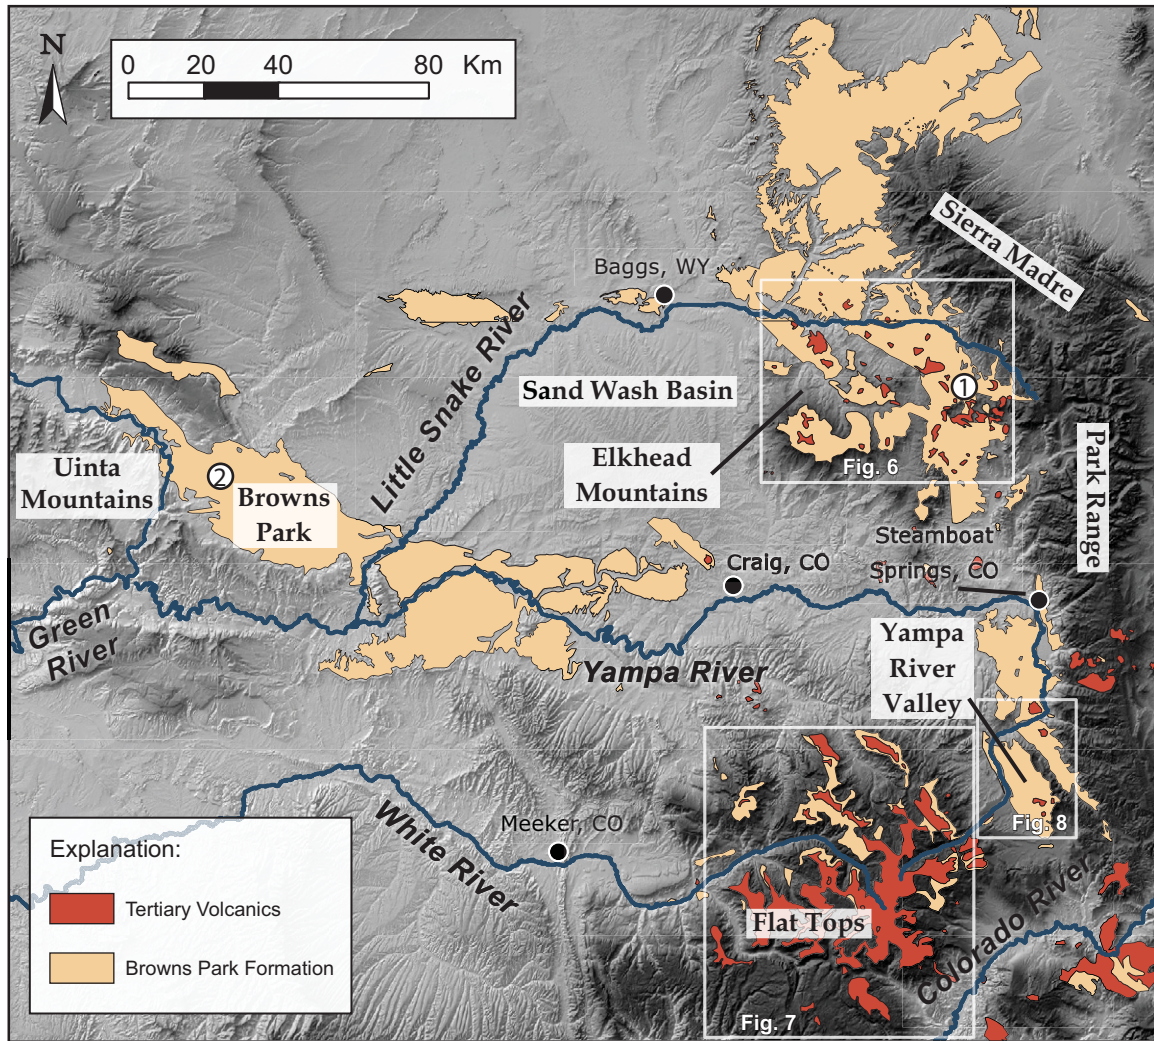 N
0 20 40 80 Km
Sierra Madre
Baggs, WY
Little Snake River
Sand Wash Basin
1
Elkhead
Mountains
Fig. 6
Uinta
Mountains
2
Browns
Park
Park Range
Steamboat
Springs, CO
Craig, CO
Green
River
Yampa River
Yampa
River
Valley
Fig. 8
White River
Meeker, CO
Flat Tops
Colorado River
Fig. 7
Explanation:
Tertiary Volcanics
Browns Park Formation